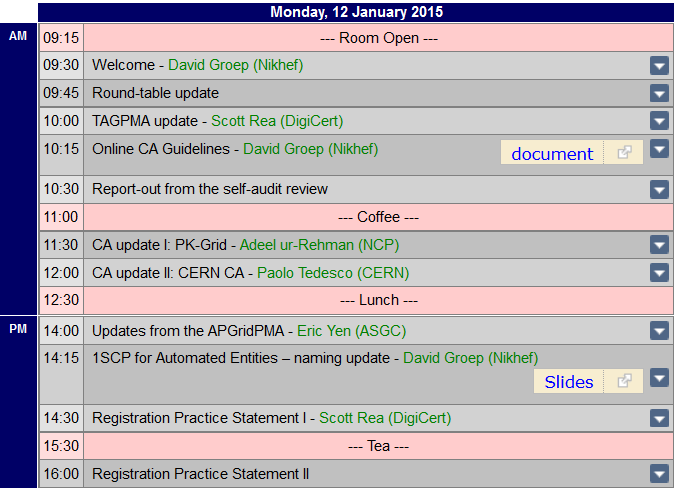 Monday, 12 January 2015
AM
09:15 --- Room Open ---
09:30 Welcome - David Groep (Nikhef)
09:45 Round-table update
10:00 TAGPMA update - Scott Rea (DigiCert)
10:15 Online CA Guidelines - David Groep (Nikhef) document
10:30 Report-out from the self-audit review
11:00 --- Coffee ---
11:30 CA update I: PK-Grid - Adeel ur-Rehman (NCP)
12:00 CA update II: CERN CA - Paolo Tedesco (CERN)
12:30 --- Lunch ---
PM
14:00 Updates from the APGridPMA - Eric Yen (ASGC)
14:15 1SCP for Automated Entities – naming update - David Groep (Nikhef)
Slides
14:30 Registration Practice Statement I - Scott Rea (DigiCert)
15:30 --- Tea ---
16:00 Registration Practice Statement II